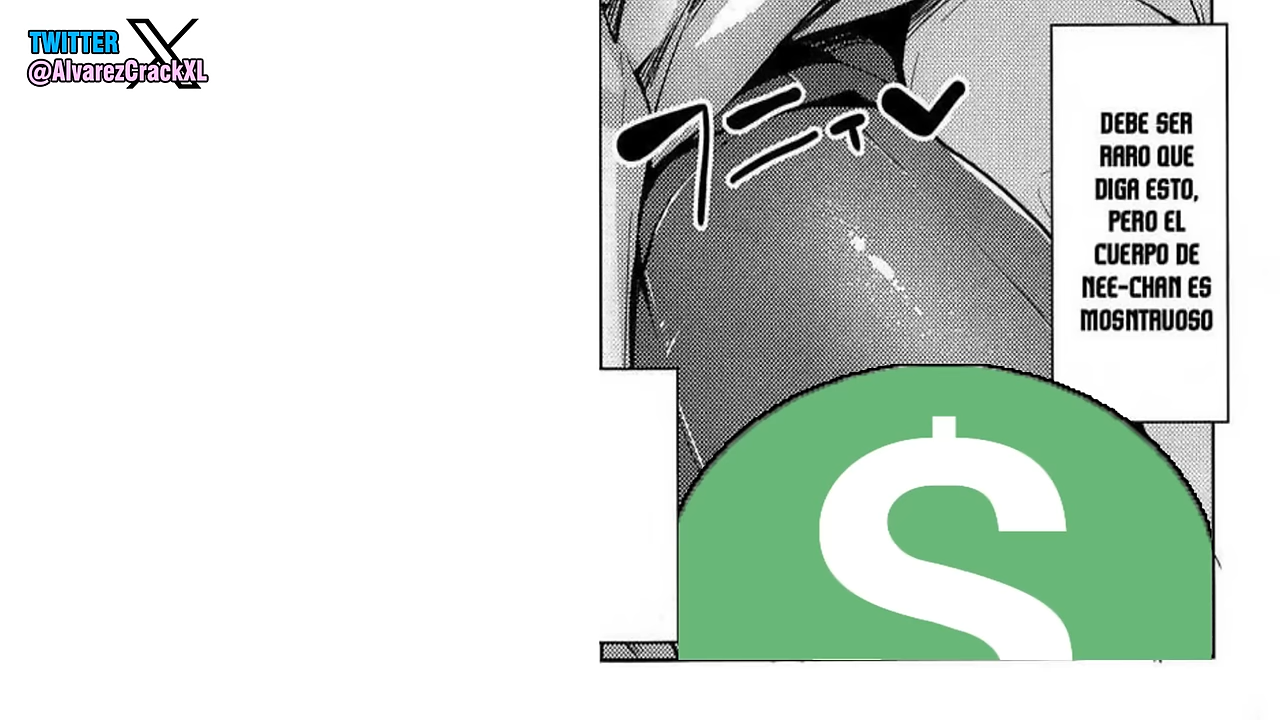 TWITTER X
@AlvarezCrackXL
フニィ♥
DEBE SER
RARO QUE
DIGA ESTO,
PERO EL
CUERPO DE
NEE-CHAN ES
MOSNTRUOSO
$